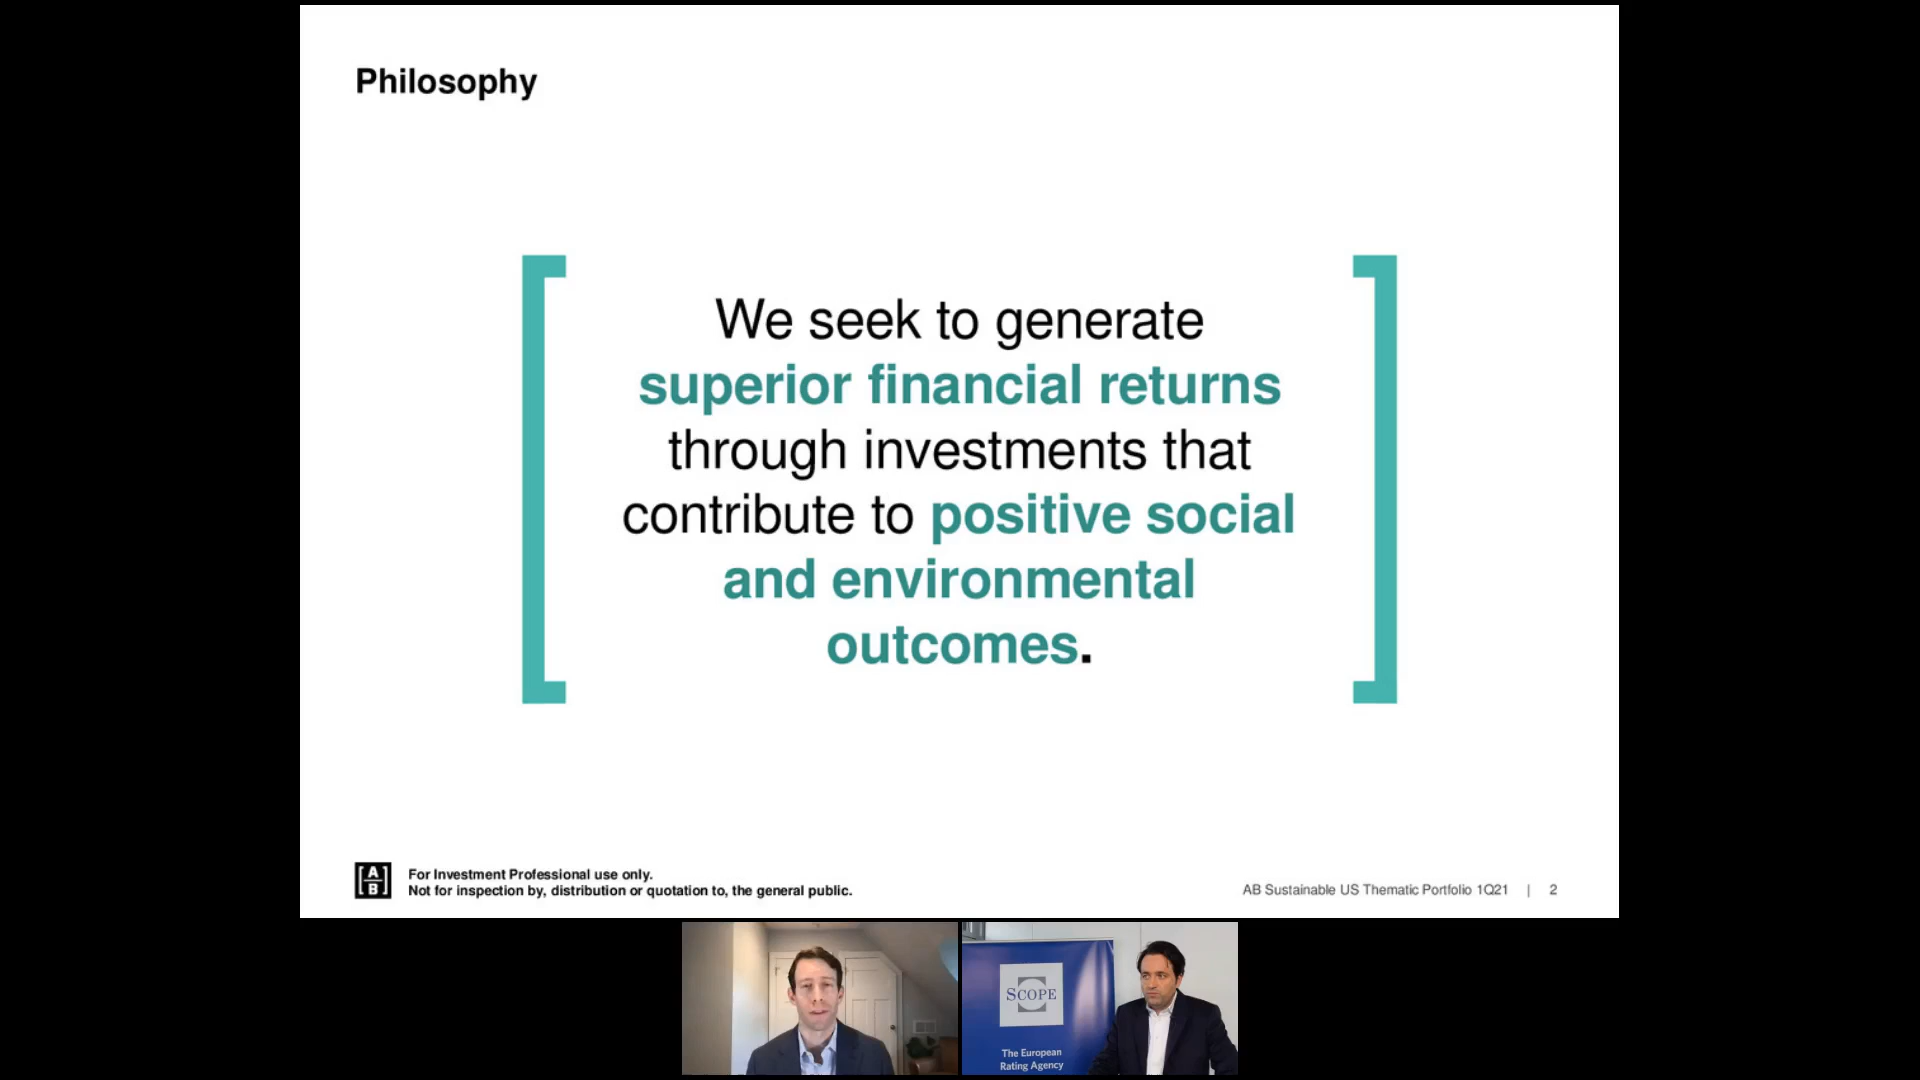 Philosophy
We seek to generate
superior financial returns
through investments that
contribute to positive social
and environmental
outcomes.
A
B
For Investment Professional use only.
Not for inspection by, distribution or quotation to, the general public.
AB Sustainable US Thematic Portfolio 1Q21 | 2
SCOPE
The European
Rating Agency